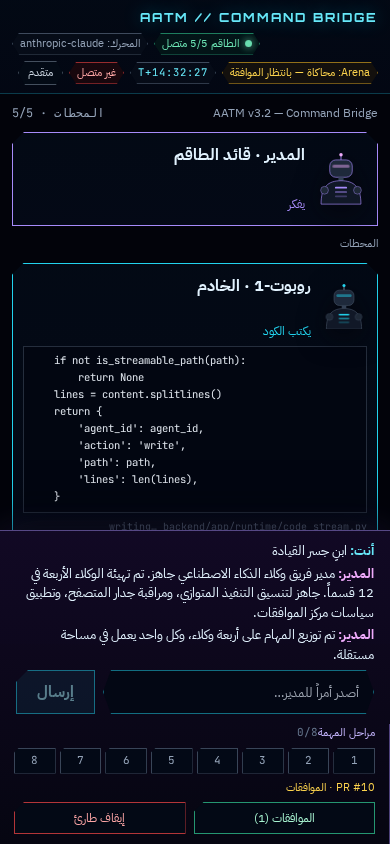 AATM // COMMAND BRIDGE
الطاقم 5/5 متصل
المحرك: anthropic-claude
Arena: محاكاة — بانتظار الموافقة
T+14:32:27
غير متصل
متقدم
AATM v3.2 — Command Bridge
المحطات · 5/5
المدير · قائد الطاقم
يفكر
المحطات
روبوت-1 · الخادم
يكتب الكود
if not is_streamable_path(path):
return None
lines = content.splitlines()
return {
'agent_id': agent_id,
'action': 'write',
'path': path,
'lines': len(lines),
}
writing… backend/app/runtime/code_stream.py
أنت: ابنِ جسر القيادة
المدير: مدير فريق وكلاء الذكاء الاصطناعي جاهز. تم تهيئة الوكلاء الأربعة في
12 قسماً. جاهز لتنسيق التنفيذ المتوازي، ومراقبة جدار المتصفح، وتطبيق
سياسات مركز الموافقات.
المدير: تم توزيع المهام على أربعة وكلاء، وكل واحد يعمل في مساحة
مستقلة.
أصدر أمراً للمدير...
إرسال
مراحل المهمة 0/8
1 2 3 4 5 6 7 8
PR #10 · الموافقات
الموافقات (1)
إيقاف طارئ